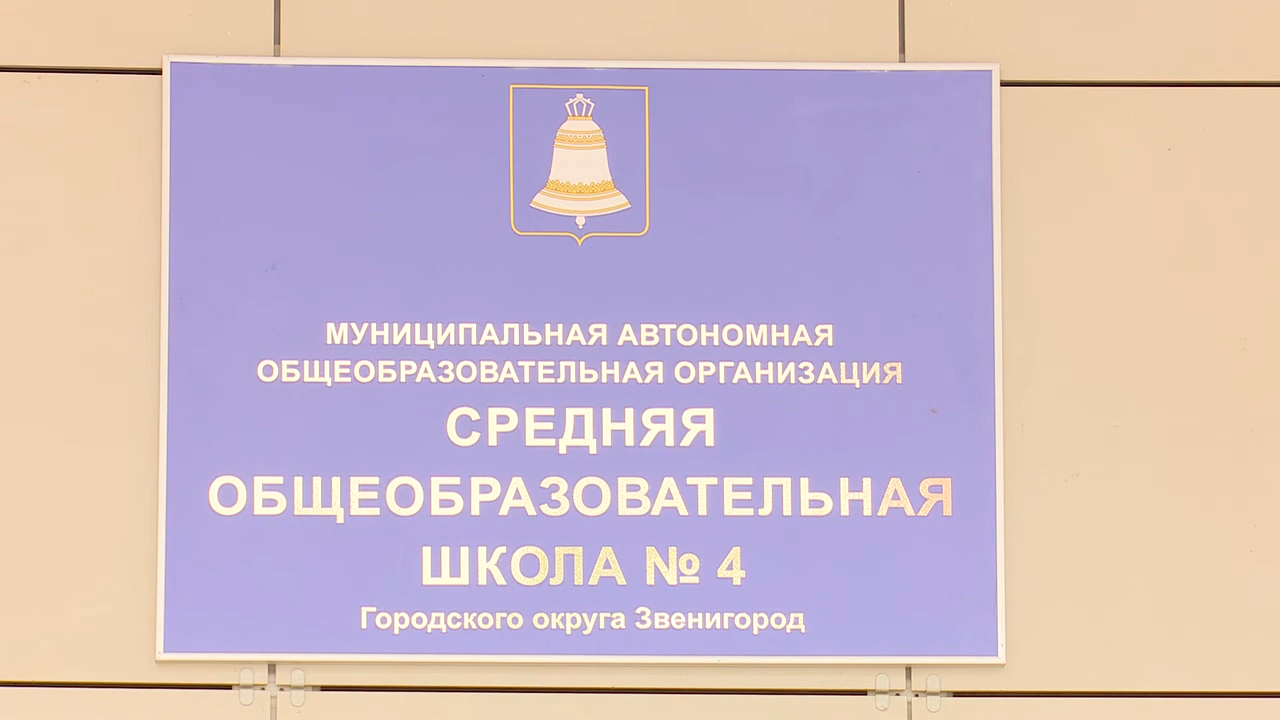 МУНИЦИПАЛЬНАЯ АВТОНОМНАЯ
ОБЩЕОБРАЗОВАТЕЛЬНАЯ ОРГАНИЗАЦИЯ
СРЕДНЯЯ
ОБЩЕОБРАЗОВАТЕЛЬНАЯ
ШКОЛА № 4
Городского округа Звенигород